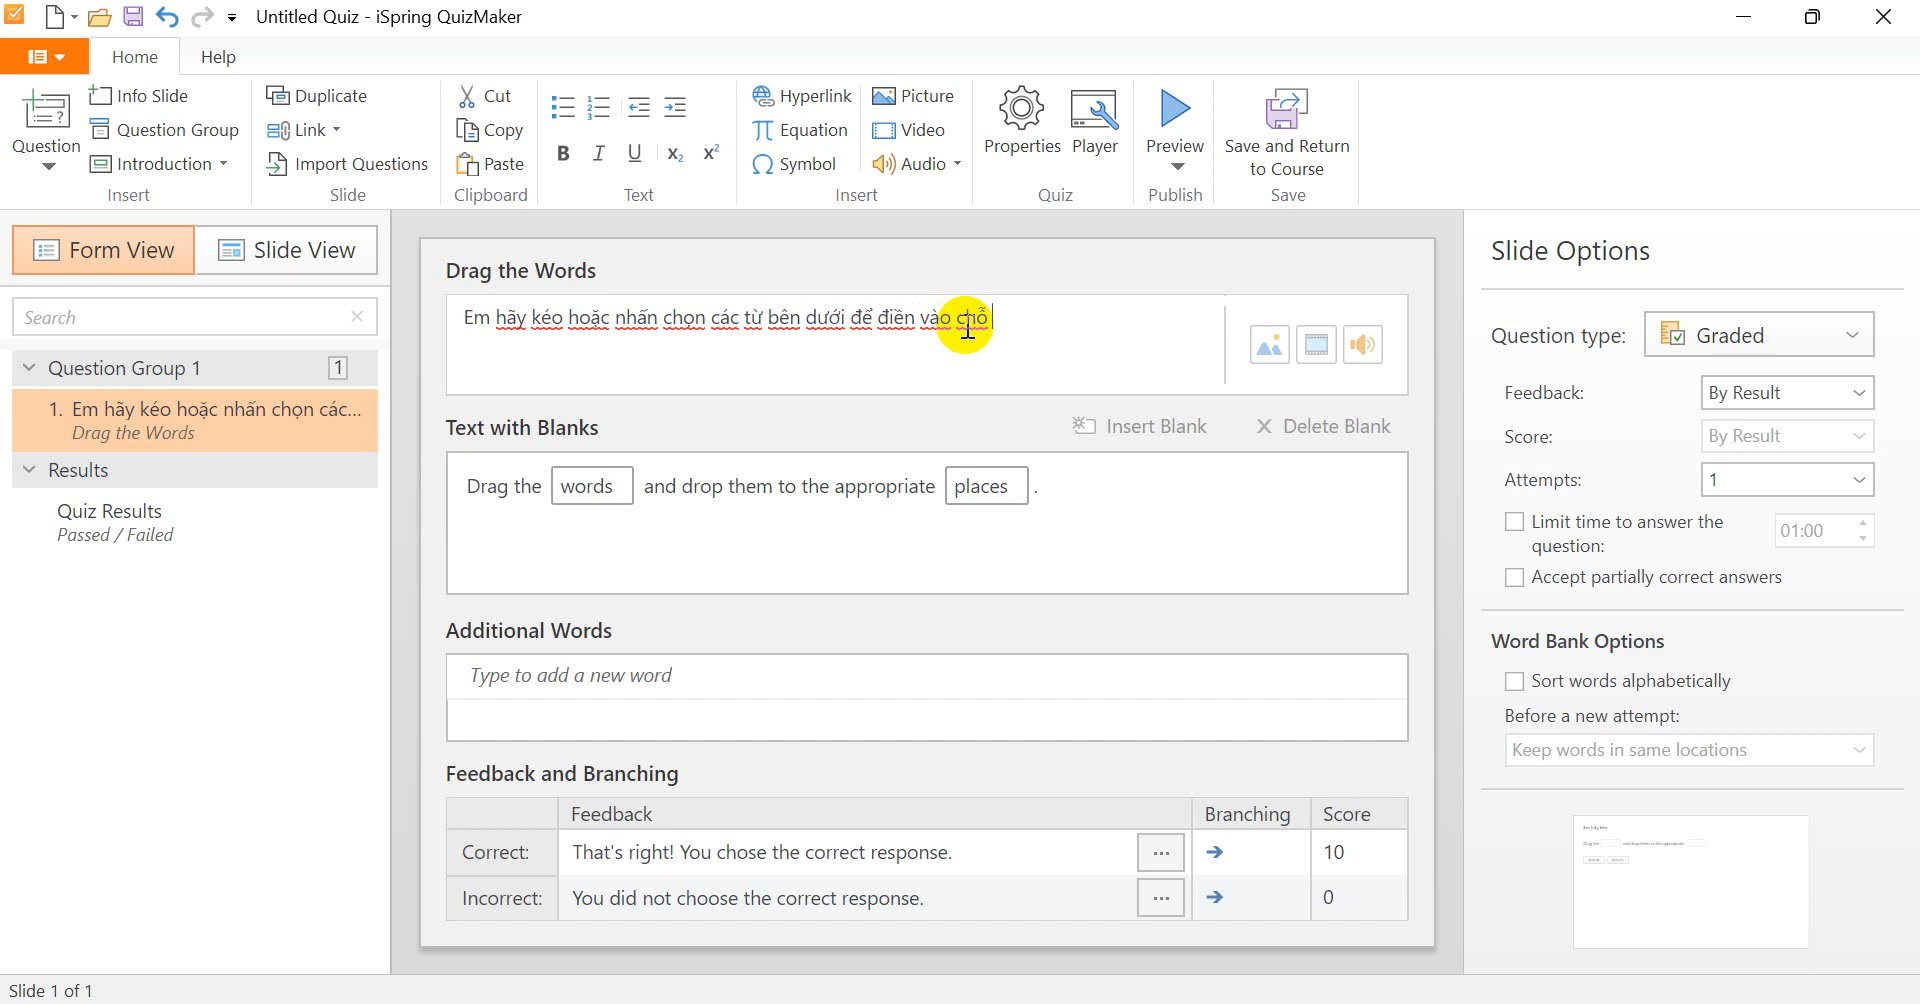 Untitled Quiz - iSpring QuizMaker
Home
Help
Question
Info Slide
Question Group
Introduction
Insert
Duplicate
Link
Import Questions
Slide
Cut
Copy
Paste
Clipboard
B I U X₂ X²
Text
Hyperlink
Equation
Symbol
Picture
Video
Audio
Insert
Properties
Player
Quiz
Preview
Publish
Save and Return
to Course
Save
Form View
Slide View
Search
Question Group 1
1
1. Em hãy kéo hoặc nhấn chọn các...
Drag the Words
Results
Quiz Results
Passed / Failed
Drag the Words
Em hãy kéo hoặc nhấn chọn các từ bên dưới để điền vào chỗ
Text with Blanks
Insert Blank
Delete Blank
Drag the words and drop them to the appropriate places .
Additional Words
Type to add a new word
Feedback and Branching
Feedback Branching Score
Correct: That's right! You chose the correct response. ... 10
Incorrect: You did not choose the correct response. ... 0
Slide Options
Question type: Graded
Feedback: By Result
Score: By Result
Attempts: 1
Limit time to answer the
question:
01:00
Accept partially correct answers
Word Bank Options
Sort words alphabetically
Before a new attempt:
Keep words in same locations
Slide 1 of 1